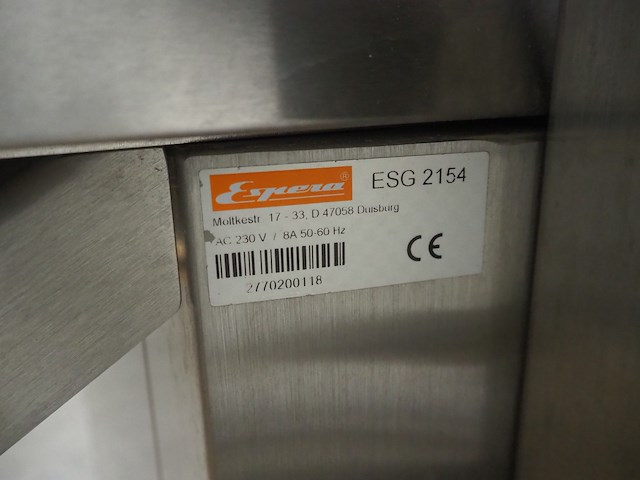 Espera® ESG 2154
Moltkestr. 17 - 33, D 47058 Duisburg
AC 230 V / 8A 50-60 Hz
CE
2770200118